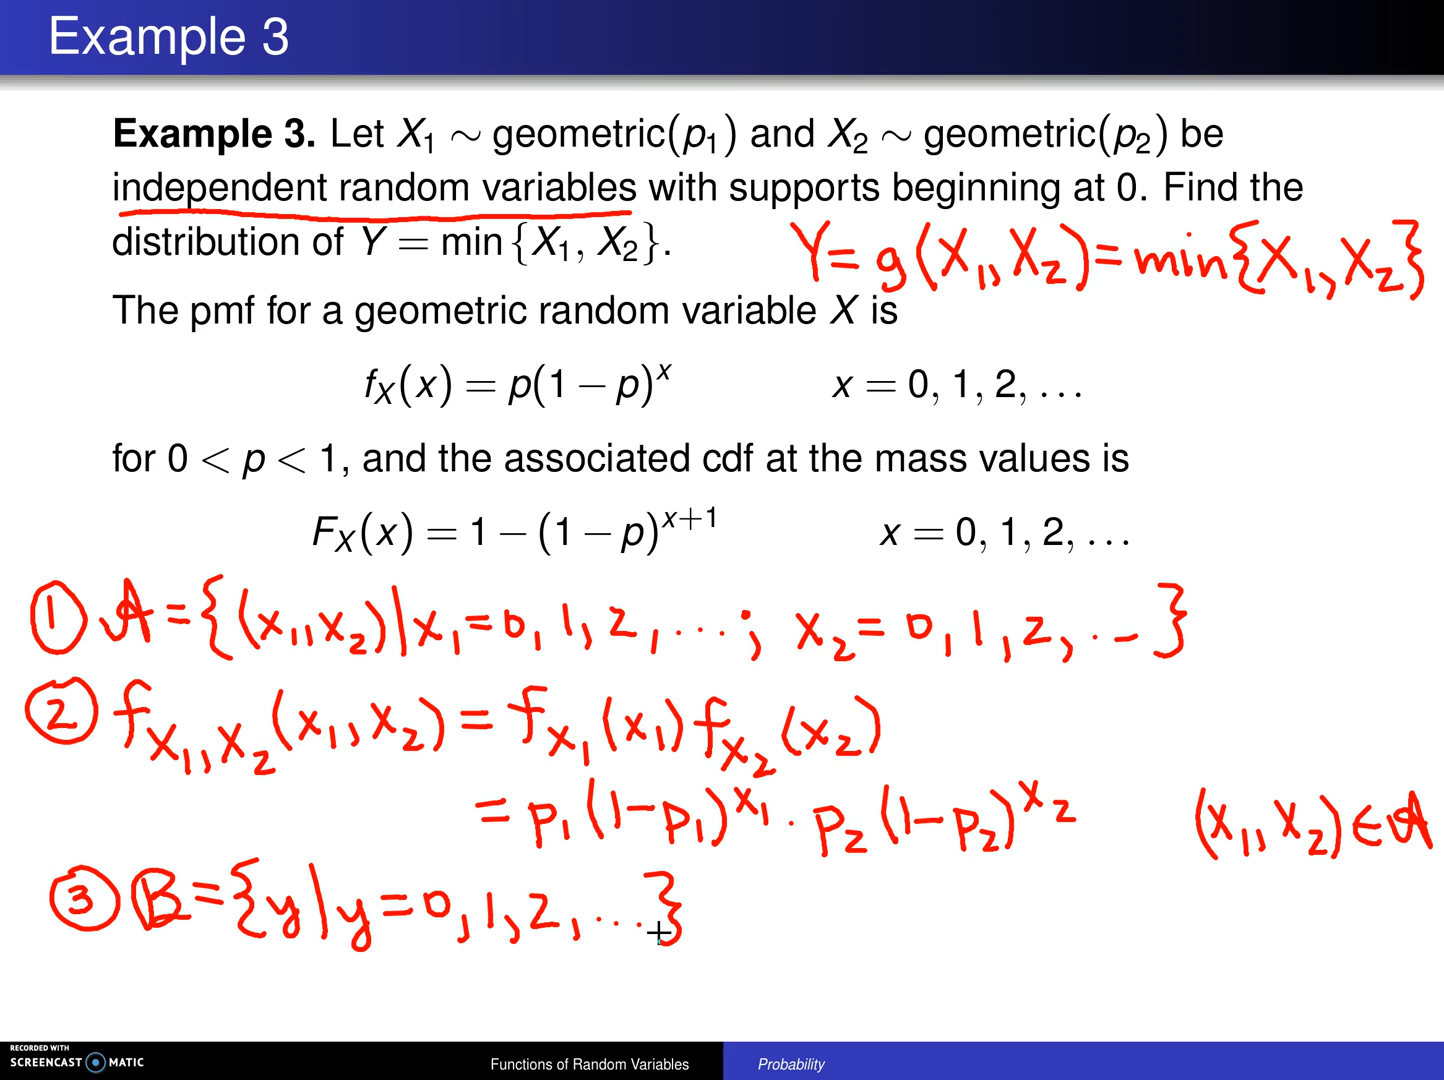 Example 3
Example 3. Let X₁ ∼ geometric(p₁) and X₂ ∼ geometric(p₂) be
independent random variables with supports beginning at 0. Find the
distribution of Y = min {X₁, X₂}.
Y = g(X₁, X₂) = min{X₁, X₂}
The pmf for a geometric random variable X is
f_X(x) = p(1 − p)^x x = 0, 1, 2, ...
for 0 < p < 1, and the associated cdf at the mass values is
F_X(x) = 1 − (1 − p)^{x+1} x = 0, 1, 2, ...
① A = {(x₁, x₂) | x₁ = 0, 1, 2, ...; x₂ = 0, 1, 2, ...}
② f_{X₁, X₂}(x₁, x₂) = f_{X₁}(x₁) f_{X₂}(x₂)
= p₁(1−p₁)^{x₁} · p₂(1−p₂)^{x₂} (x₁, x₂) ∈ A
③ B = {y | y = 0, 1, 2, ...}
RECORDED WITH
SCREENCAST MATIC
Functions of Random Variables Probability